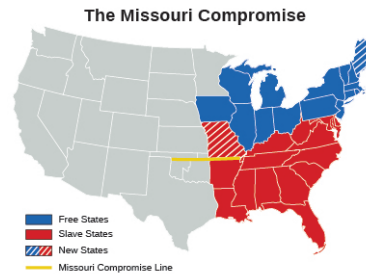 The Missouri Compromise
Free States
Slave States
New States
Missouri Compromise Line